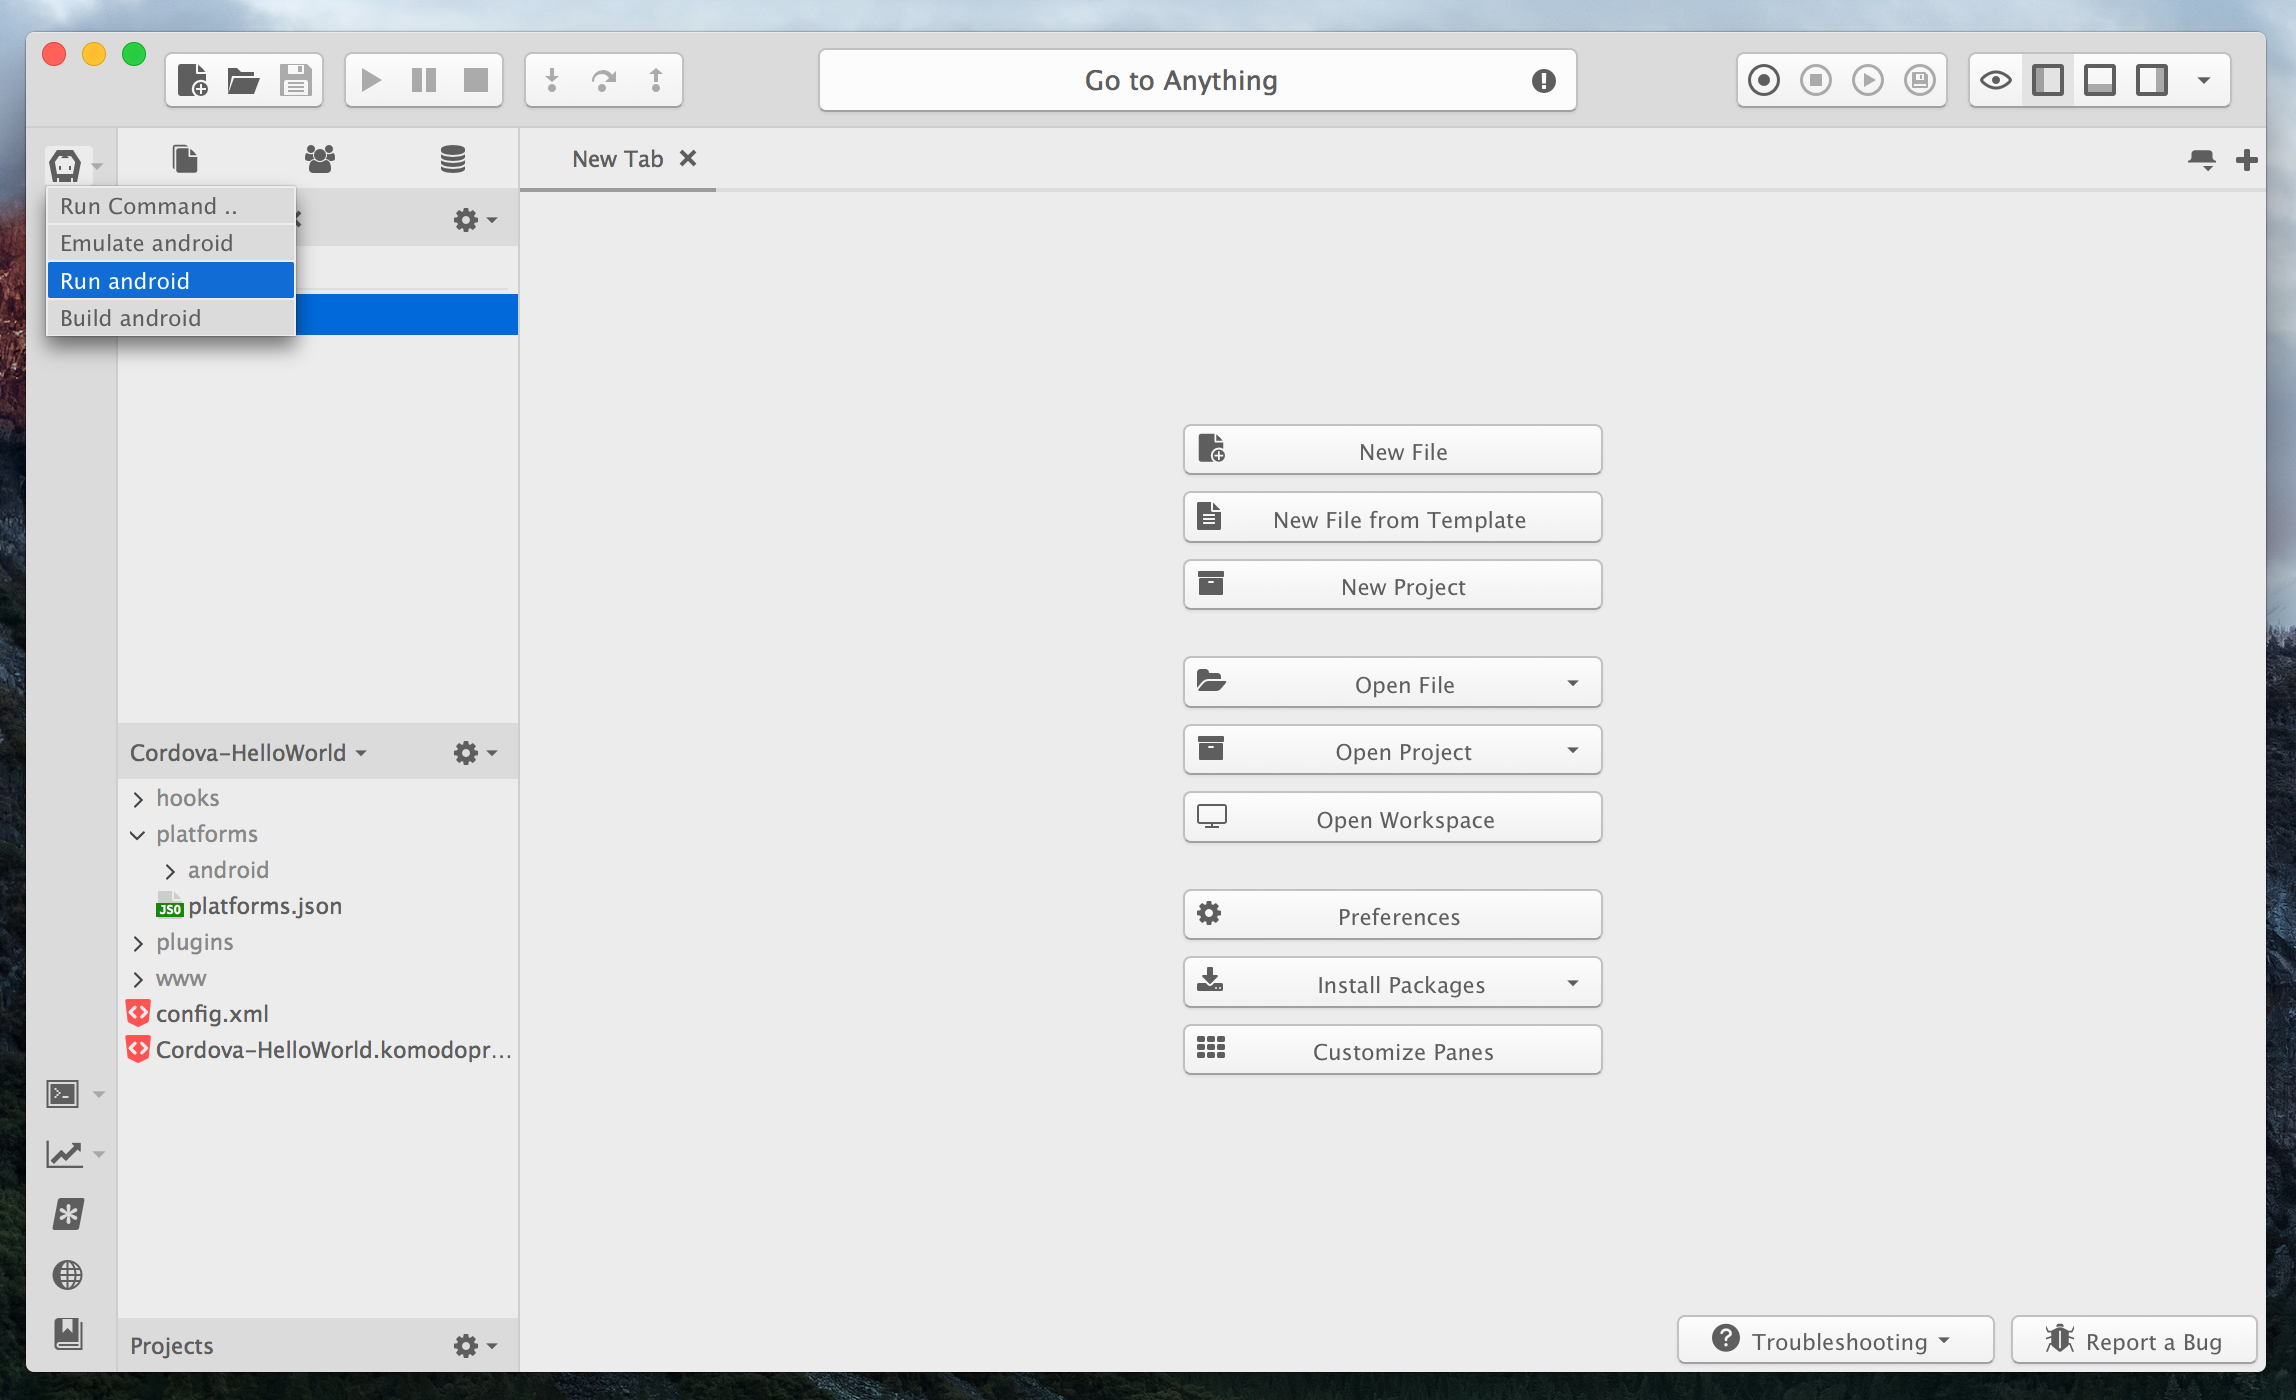 Go to Anything
New Tab
Run Command ..
Emulate android
Run android
Build android
New File
New File from Template
New Project
Open File
Open Project
Open Workspace
Preferences
Install Packages
Customize Panes
Cordova-HelloWorld
hooks
platforms
android
JSO platforms.json
plugins
www
config.xml
Cordova-HelloWorld.komodopr...
Projects
Troubleshooting
Report a Bug